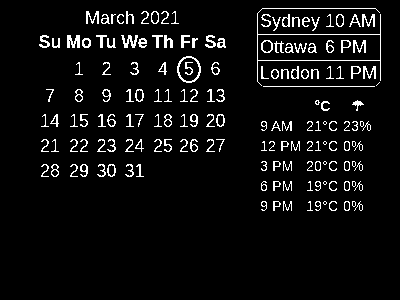 March 2021
Su Mo Tu We Th Fr Sa
1 2 3 4 5 6
7 8 9 10 11 12 13
14 15 16 17 18 19 20
21 22 23 24 25 26 27
28 29 30 31
Sydney 10 AM
Ottawa 6 PM
London 11 PM
°C
9 AM 21°C 23%
12 PM 21°C 0%
3 PM 20°C 0%
6 PM 19°C 0%
9 PM 19°C 0%